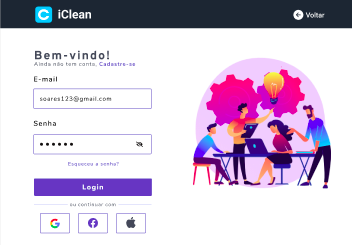 C iClean
Voltar
Bem-vindo!
Ainda não tem conta, Cadastre-se
E-mail
soares123@gmail.com
Senha
Esqueceu a senha?
Login
ou continuar com
G